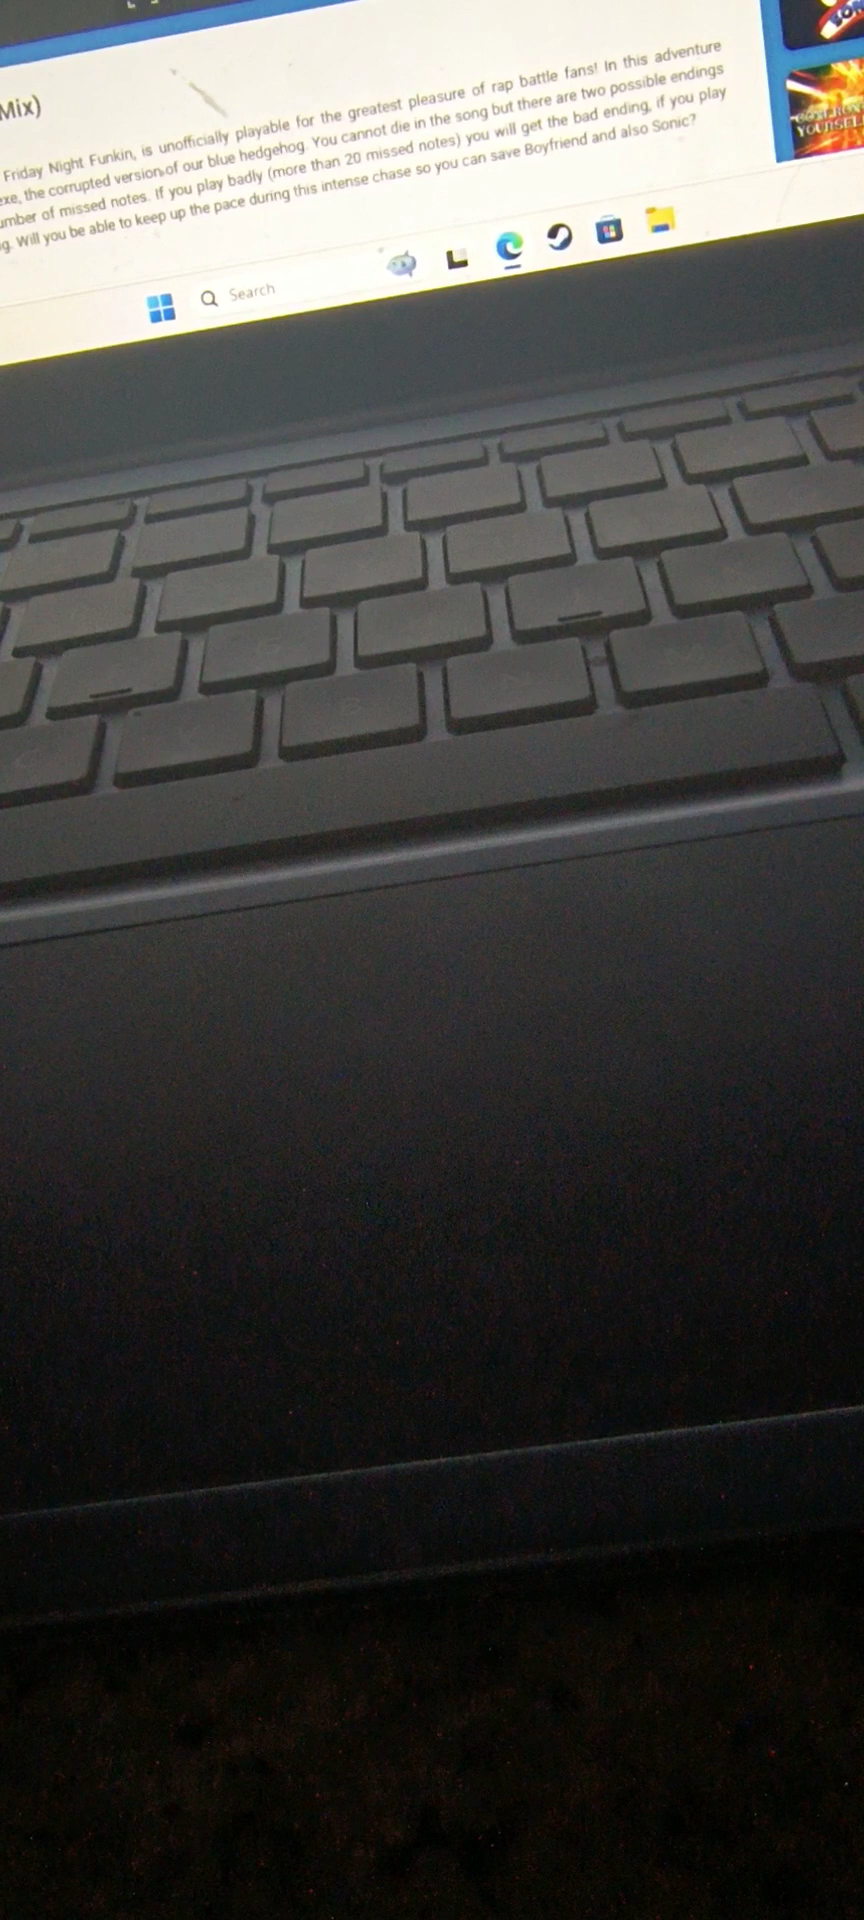 Mix)
Friday Night Funkin, is unofficially playable for the greatest pleasure of rap battle fans! In this adventure
exe, the corrupted version of our blue hedgehog. You cannot die in the song but there are two possible endings
umber of missed notes. If you play badly (more than 20 missed notes) you will get the bad ending, if you play
g. Will you be able to keep up the pace during this intense chase so you can save Boyfriend and also Sonic?
YOURSELF
Search